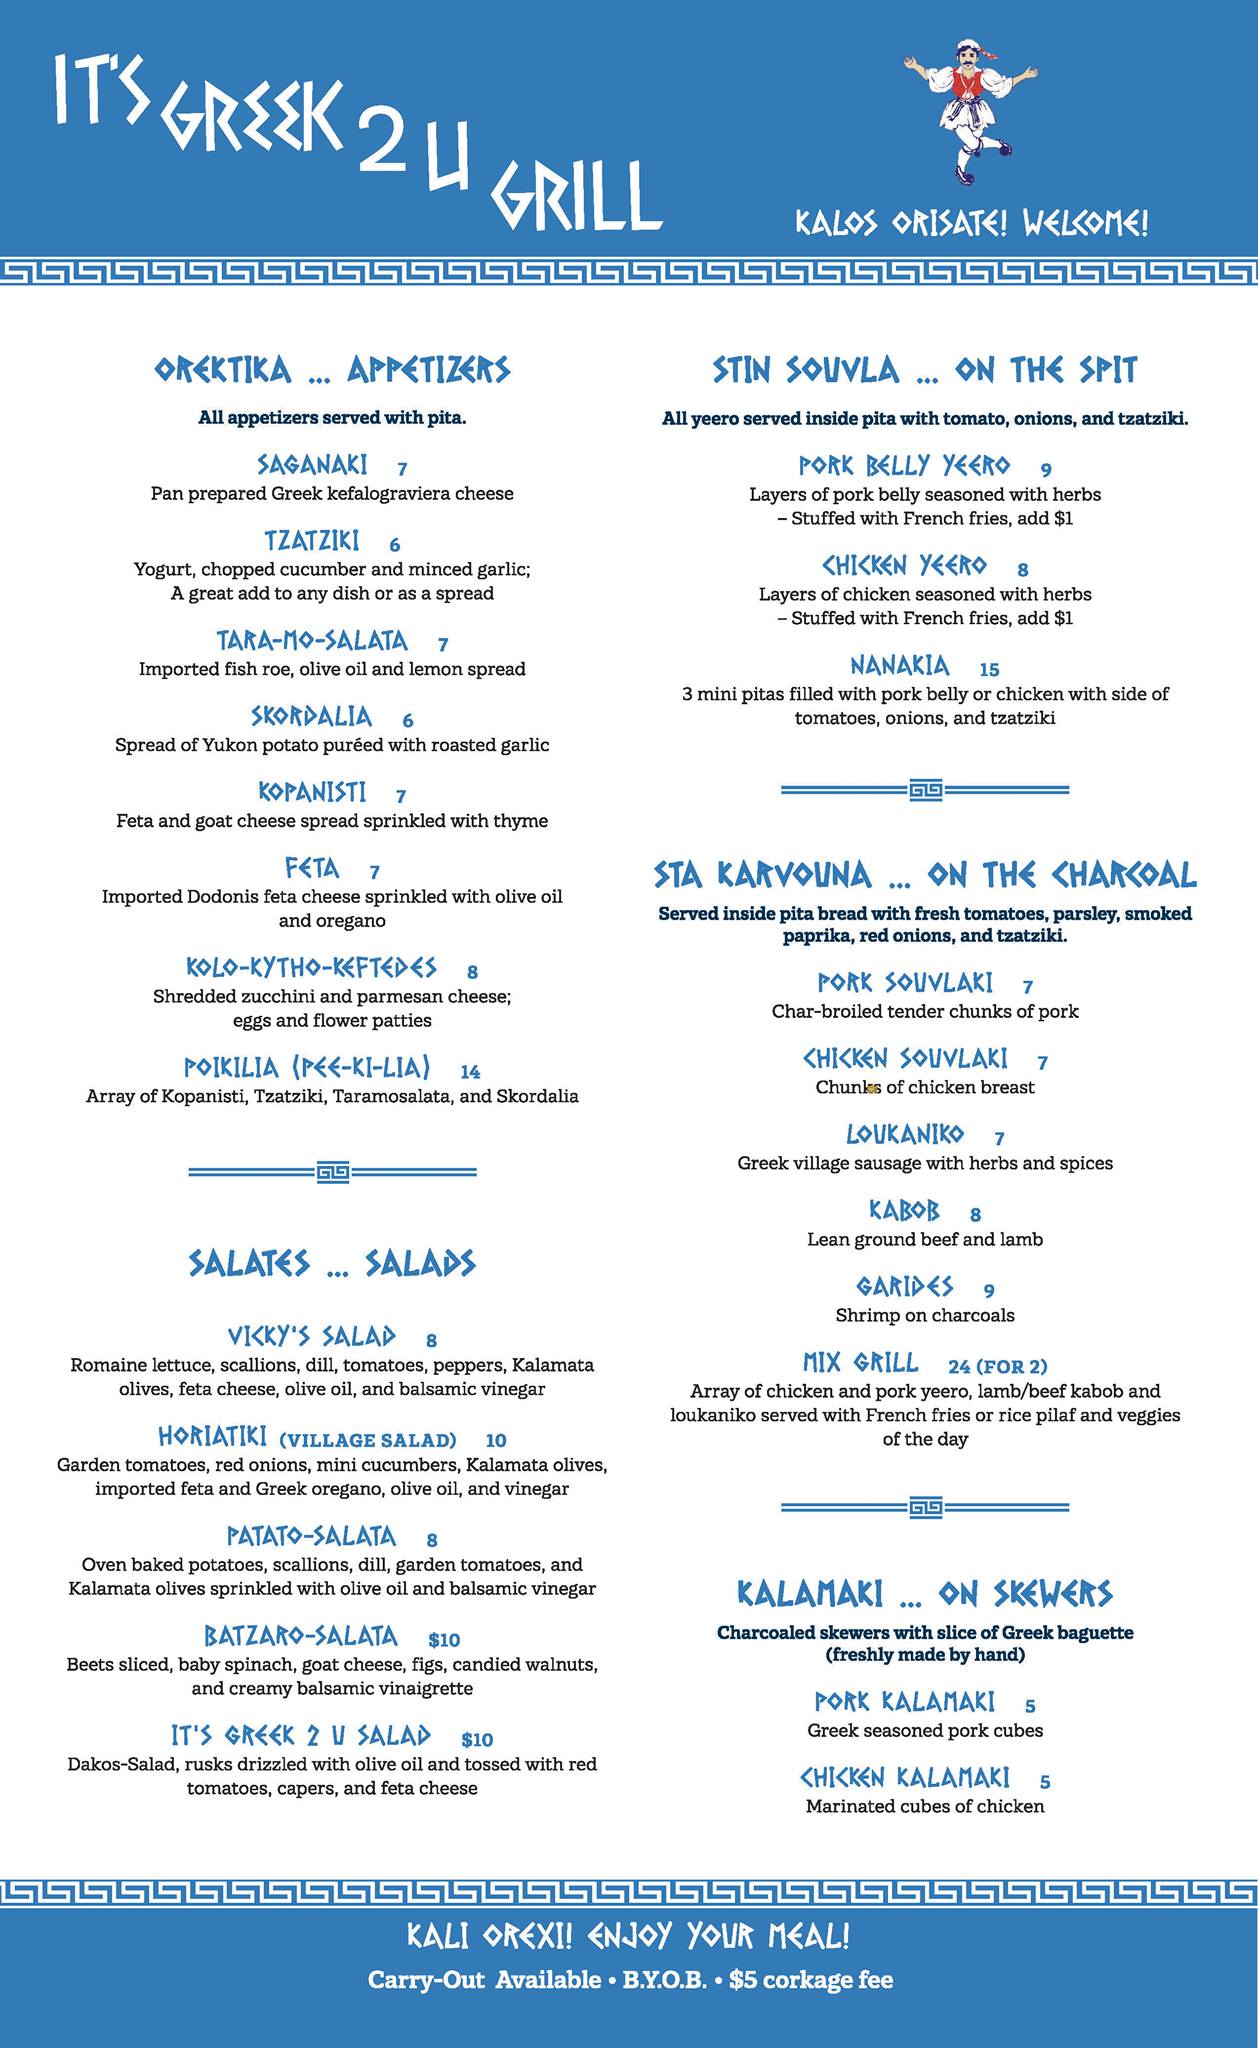 IT'S GREEK 2 U GRILL
KALOS ORISATE! WELCOME!
OREKTIKA ... APPETIZERS
All appetizers served with pita.
SAGANAKI 7
Pan prepared Greek kefalograviera cheese
TZATZIKI 6
Yogurt, chopped cucumber and minced garlic;
A great add to any dish or as a spread
TARA-MO-SALATA 7
Imported fish roe, olive oil and lemon spread
SKORDALIA 6
Spread of Yukon potato puréed with roasted garlic
KOPANISTI 7
Feta and goat cheese spread sprinkled with thyme
FETA 7
Imported Dodonis feta cheese sprinkled with olive oil
and oregano
KOLO-KYTHO-KEFTEDES 8
Shredded zucchini and parmesan cheese;
eggs and flower patties
POIKILIA (PEE-KI-LIA) 14
Array of Kopanisti, Tzatziki, Taramosalata, and Skordalia
SALATES ... SALADS
VICKY'S SALAD 8
Romaine lettuce, scallions, dill, tomatoes, peppers, Kalamata
olives, feta cheese, olive oil, and balsamic vinegar
HORIATIKI (VILLAGE SALAD) 10
Garden tomatoes, red onions, mini cucumbers, Kalamata olives,
imported feta and Greek oregano, olive oil, and vinegar
PATATO-SALATA 8
Oven baked potatoes, scallions, dill, garden tomatoes, and
Kalamata olives sprinkled with olive oil and balsamic vinegar
BATZARO-SALATA $10
Beets sliced, baby spinach, goat cheese, figs, candied walnuts,
and creamy balsamic vinaigrette
IT'S GREEK 2 U SALAD $10
Dakos-Salad, rusks drizzled with olive oil and tossed with red
tomatoes, capers, and feta cheese
STIN SOUVLA ... ON THE SPIT
All yeero served inside pita with tomato, onions, and tzatziki.
PORK BELLY YEERO 9
Layers of pork belly seasoned with herbs
– Stuffed with French fries, add $1
CHICKEN YEERO 8
Layers of chicken seasoned with herbs
– Stuffed with French fries, add $1
NANAKIA 15
3 mini pitas filled with pork belly or chicken with side of
tomatoes, onions, and tzatziki
STA KARVOUNA ... ON THE CHARCOAL
Served inside pita bread with fresh tomatoes, parsley, smoked
paprika, red onions, and tzatziki.
PORK SOUVLAKI 7
Char-broiled tender chunks of pork
CHICKEN SOUVLAKI 7
Chunks of chicken breast
LOUKANIKO 7
Greek village sausage with herbs and spices
KABOB 8
Lean ground beef and lamb
GARIDES 9
Shrimp on charcoals
MIX GRILL 24 (FOR 2)
Array of chicken and pork yeero, lamb/beef kabob and
loukaniko served with French fries or rice pilaf and veggies
of the day
KALAMAKI ... ON SKEWERS
Charcoaled skewers with slice of Greek baguette
(freshly made by hand)
PORK KALAMAKI 5
Greek seasoned pork cubes
CHICKEN KALAMAKI 5
Marinated cubes of chicken
KALI OREXI! ENJOY YOUR MEAL!
Carry-Out Available • B.Y.O.B. • $5 corkage fee